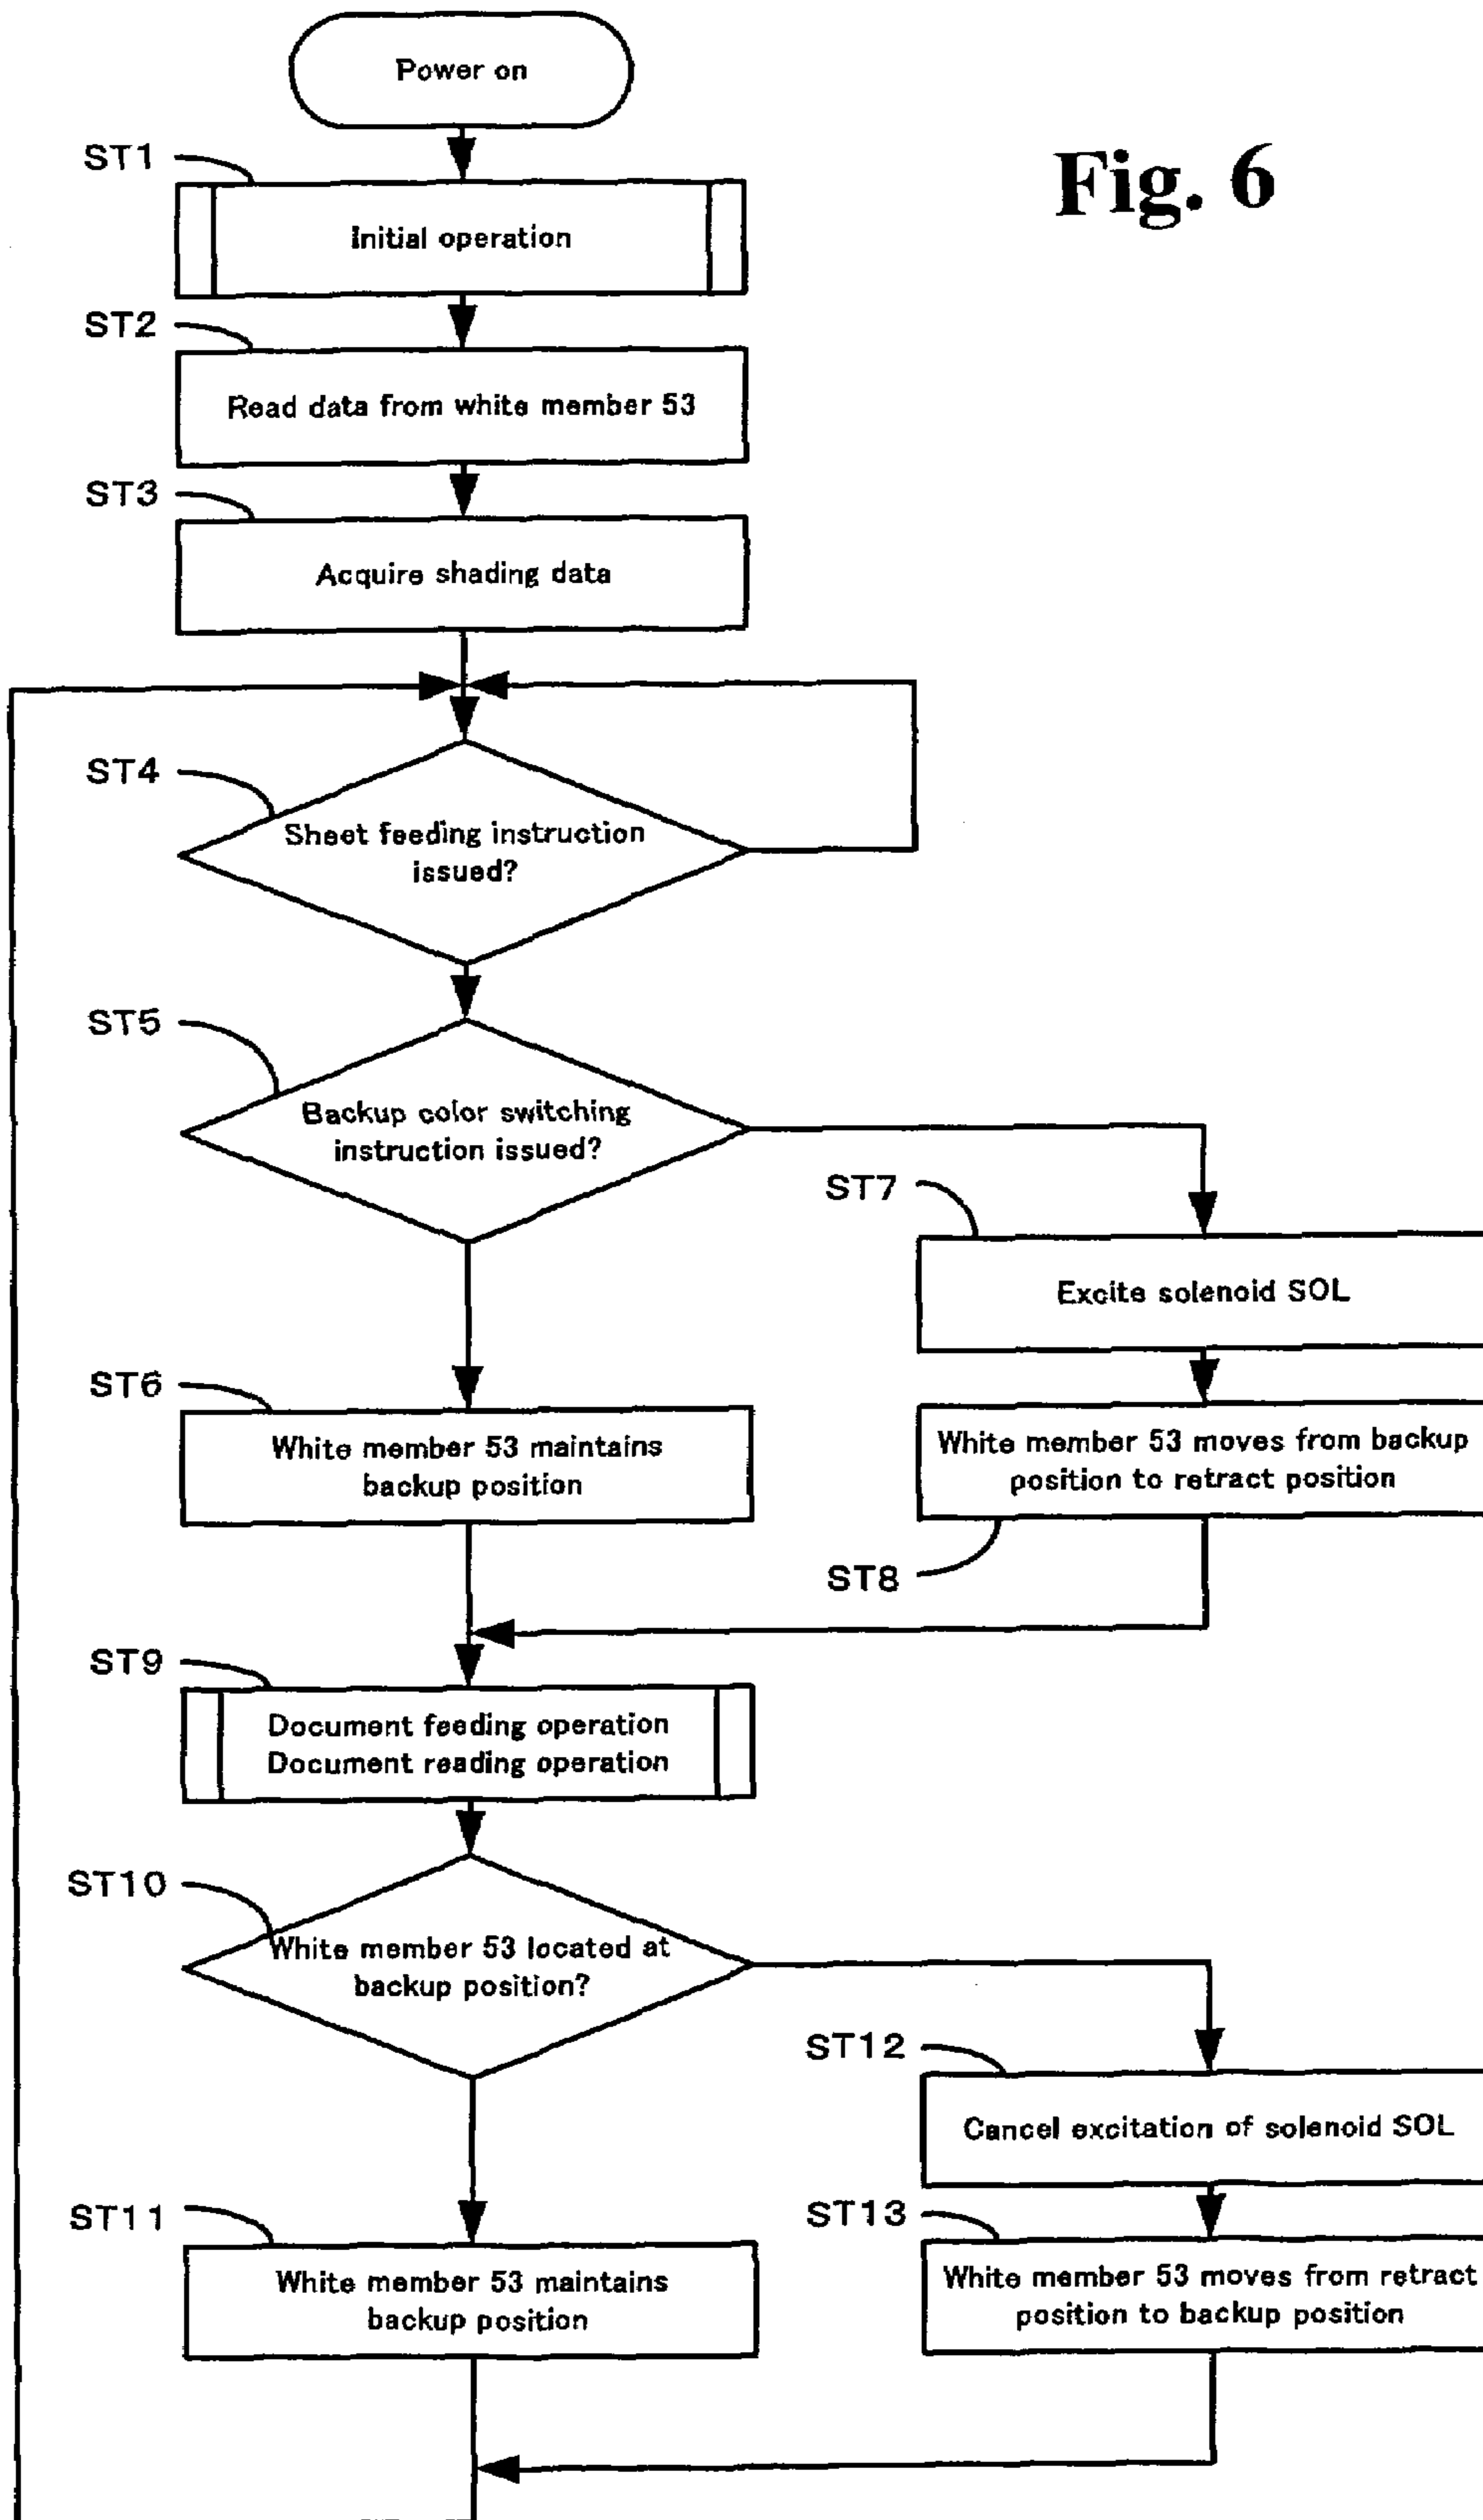 Power on
Fig. 6
ST1
Initial operation
ST2
Read data from white member 53
ST3
Acquire shading data
ST4
Sheet feeding instruction
issued?
ST5
Backup color switching
instruction issued?
ST7
Excite solenoid SOL
ST6
White member 53 maintains
backup position
White member 53 moves from backup
position to retract position
ST8
ST9
Document feeding operation
Document reading operation
ST10
White member 53 located at
backup position?
ST12
Cancel excitation of solenoid SOL
ST11
White member 53 maintains
backup position
ST13
White member 53 moves from retract
position to backup position